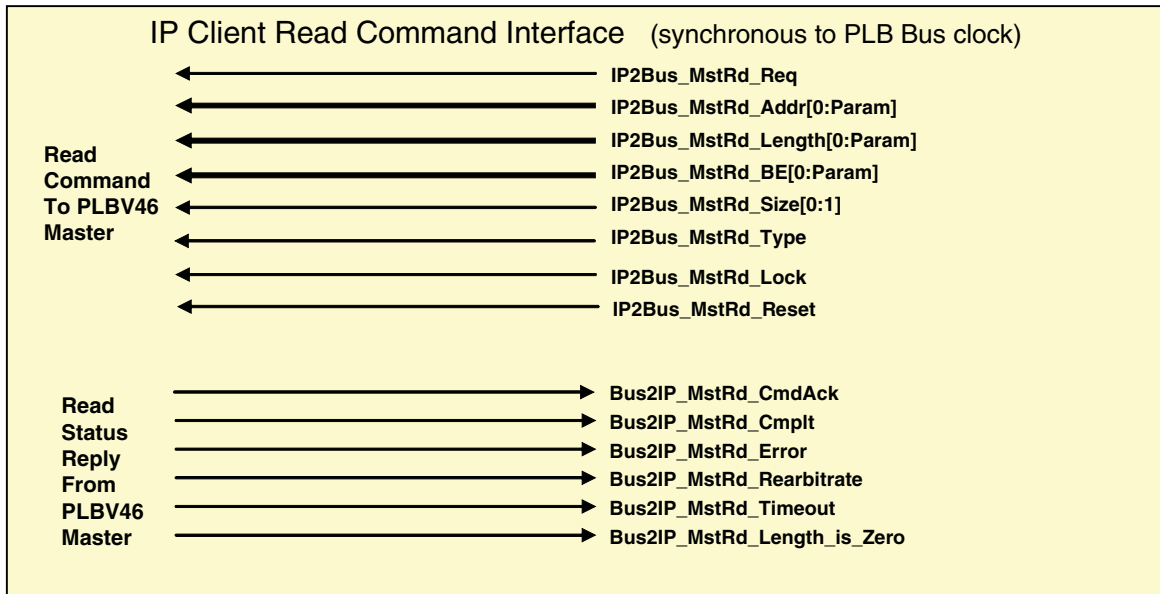 IP Client Read Command Interface (synchronous to PLB Bus clock)
Read
Command
To PLBV46
Master
IP2Bus_MstRd_Req
IP2Bus_MstRd_Addr[0:Param]
IP2Bus_MstRd_Length[0:Param]
IP2Bus_MstRd_BE[0:Param]
IP2Bus_MstRd_Size[0:1]
IP2Bus_MstRd_Type
IP2Bus_MstRd_Lock
IP2Bus_MstRd_Reset
Read
Status
Reply
From
PLBV46
Master
Bus2IP_MstRd_CmdAck
Bus2IP_MstRd_Cmplt
Bus2IP_MstRd_Error
Bus2IP_MstRd_Rearbitrate
Bus2IP_MstRd_Timeout
Bus2IP_MstRd_Length_is_Zero